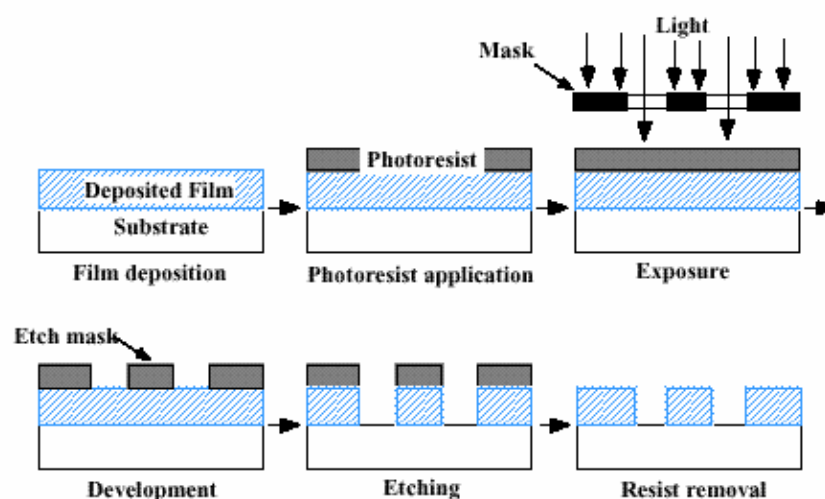 Light
Mask
Photoresist
Deposited Film
Substrate
Film deposition
Photoresist application
Exposure
Etch mask
Development
Etching
Resist removal